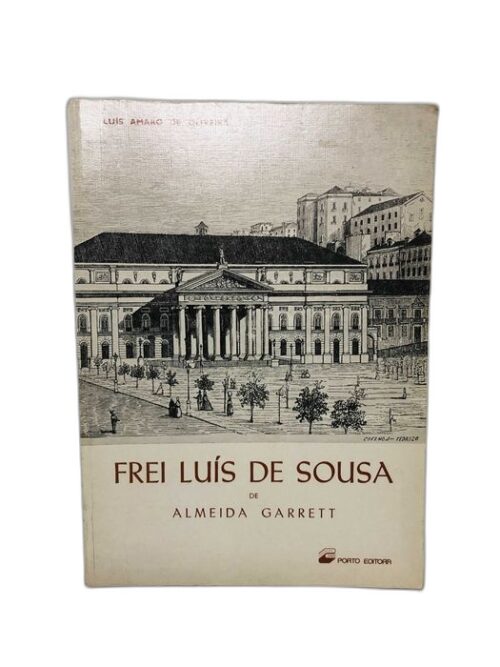 LUÍS AMARO DE OLIVEIRA
FREI LUÍS DE SOUSA
DE
ALMEIDA GARRETT
PORTO EDITORA